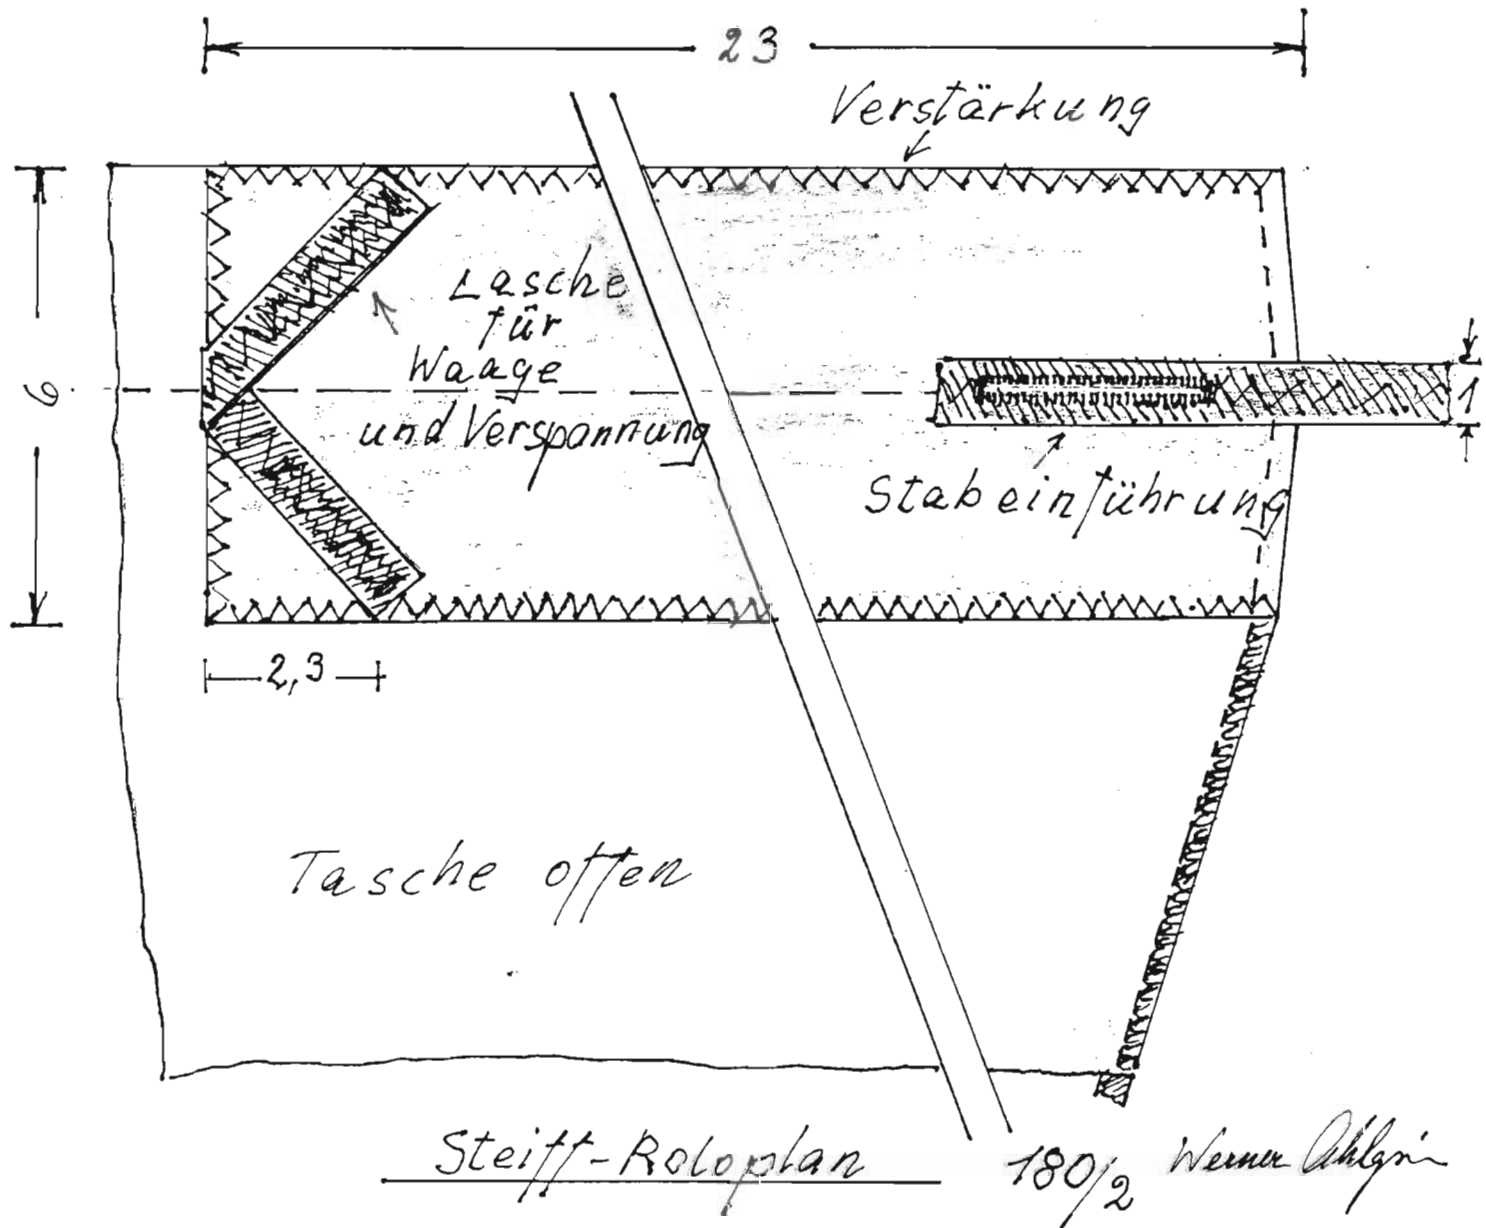 23
Verstärkung
Lasche
für
Waage
und Verspannung
6
1
Stabeinführung
2,3
Tasche offen
Steiff-Roloplan
180/2
Werner